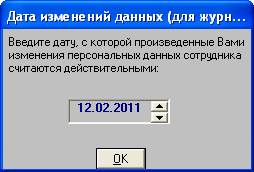 Дата изменений данных (для журн...
Введите дату, с которой произведенные Вами
изменения персональных данных сотрудника
считаются действительными:
12.02.2011
OK